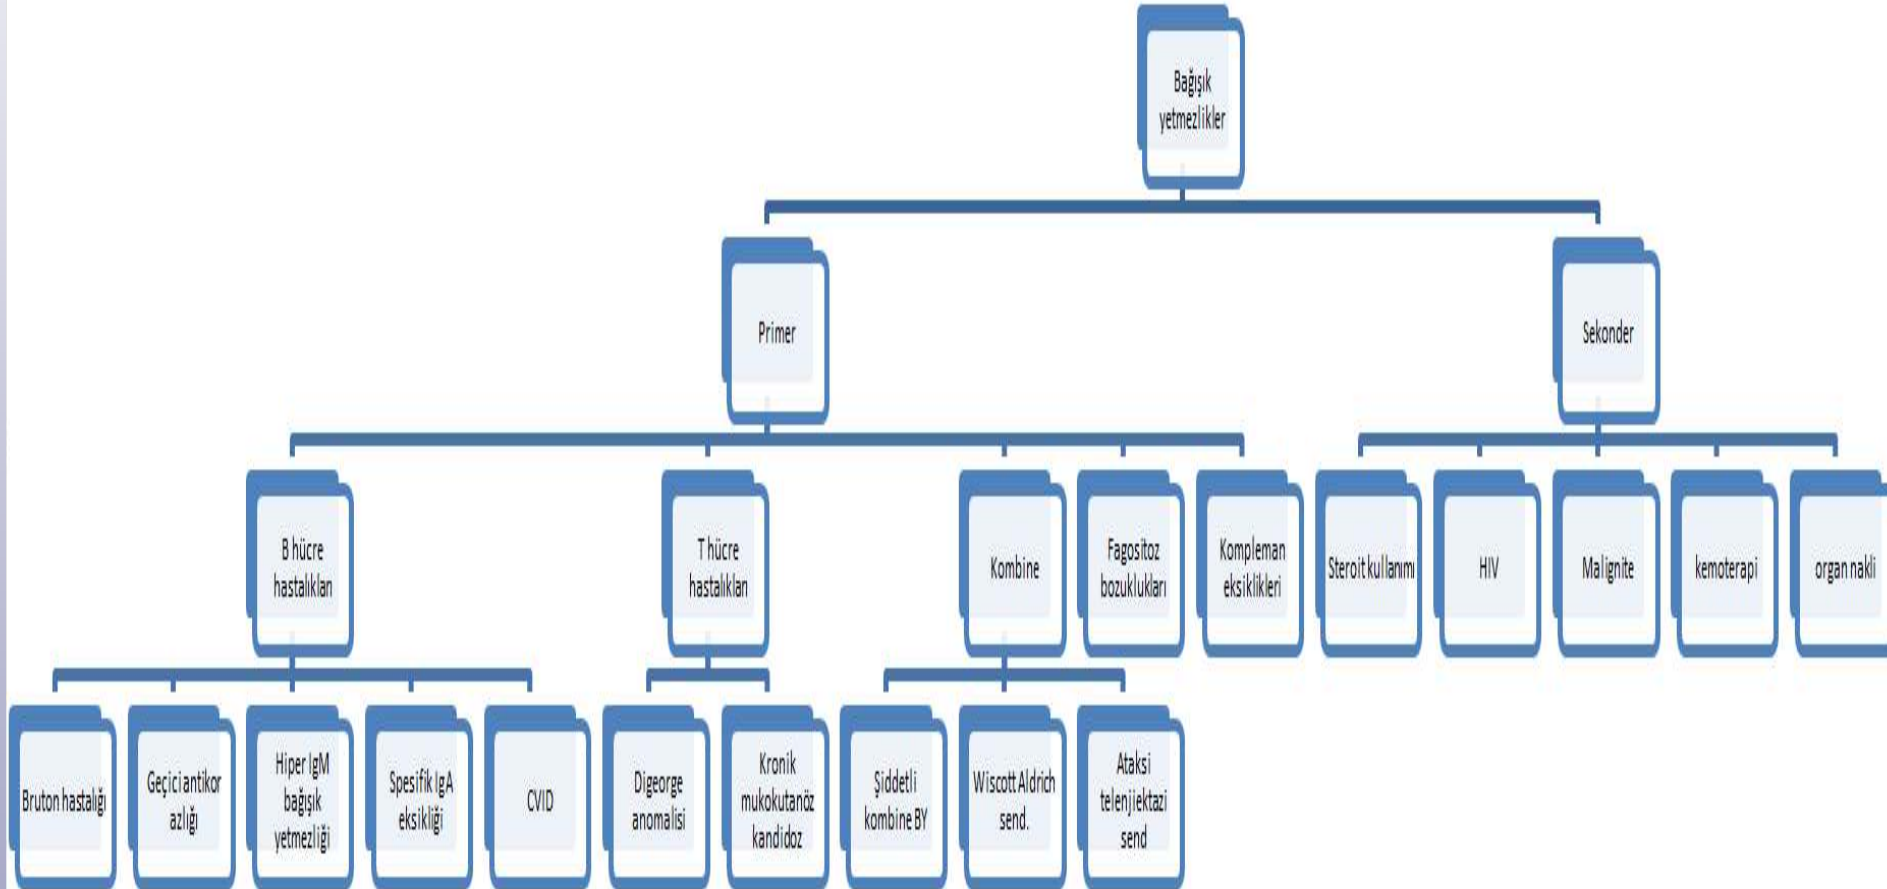 Bağışık
yetmezlikler
Primer
Sekonder
B hücre
hastalıkları
T hücre
hastalıkları
Kombine
Fagositoz
bozuklukları
Kompleman
eksiklikleri
Steroit kullanımı
HIV
Malignite
kemoterapi
organ nakli
Bruton hastalığı
Geçici antikor
azlığı
Hiper IgM
bağışık
yetmezliği
Spesifik IgA
eksikliği
CVID
Digeorge
anomalisi
Kronik
mukokutanöz
kandidoz
Şiddetli
kombine BY
Wiscott Aldrich
send.
Ataksi
telenjiektazi
send